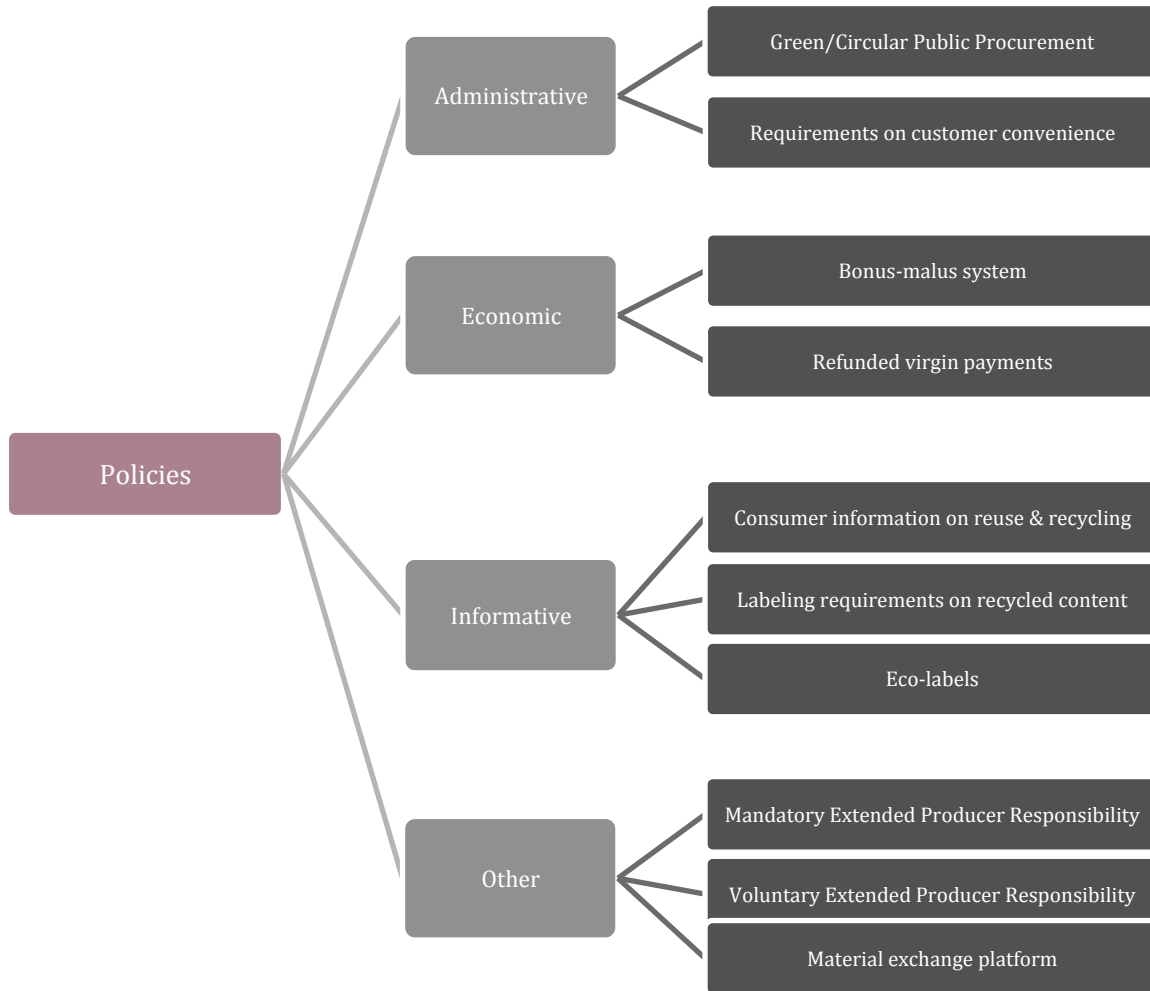 Policies
Administrative
Green/Circular Public Procurement
Requirements on customer convenience
Economic
Bonus-malus system
Refunded virgin payments
Informative
Consumer information on reuse & recycling
Labeling requirements on recycled content
Eco-labels
Other
Mandatory Extended Producer Responsibility
Voluntary Extended Producer Responsibility
Material exchange platform